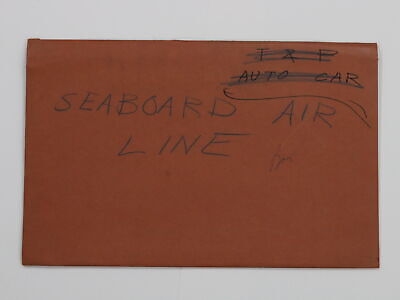 T & P
AUTO CAR
SEABOARD AIR
LINE